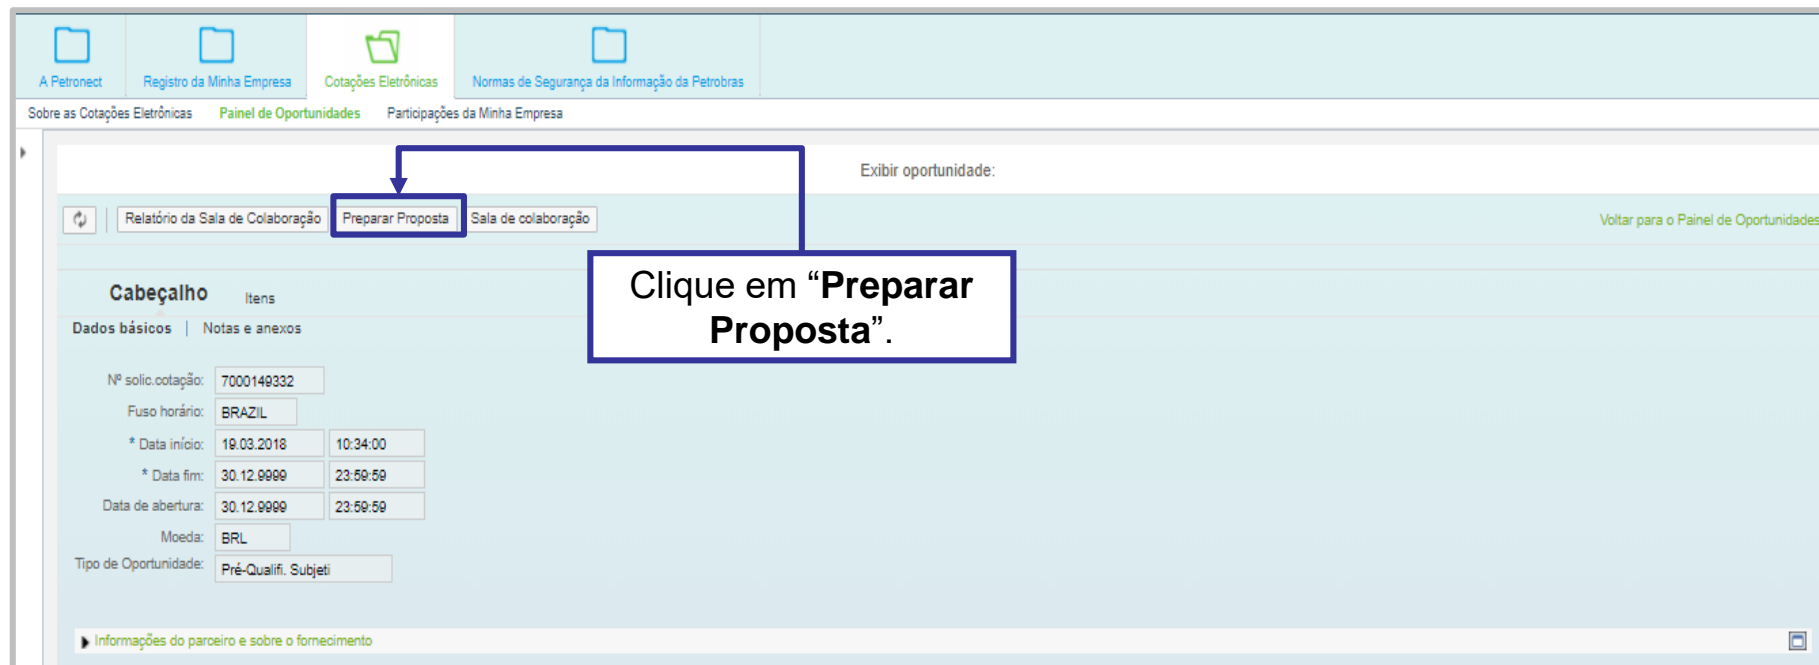 A Petronect
Registro da Minha Empresa
Cotações Eletrônicas
Normas de Segurança da Informação da Petrobras
Sobre as Cotações Eletrônicas
Painel de Oportunidades
Participações da Minha Empresa
Exibir oportunidade:
Relatório da Sala de Colaboração
Preparar Proposta
Sala de colaboração
Voltar para o Painel de Oportunidades
Clique em “Preparar
Proposta”.
Cabeçalho
Itens
Dados básicos | Notas e anexos
Nº solic.cotação: 7000149332
Fuso horário: BRAZIL
* Data início: 19.03.2018 10:34:00
* Data fim: 30.12.9999 23:59:59
Data de abertura: 30.12.9999 23:59:59
Moeda: BRL
Tipo de Oportunidade: Pré-Qualifi. Subjeti
Informações do parceiro e sobre o fornecimento